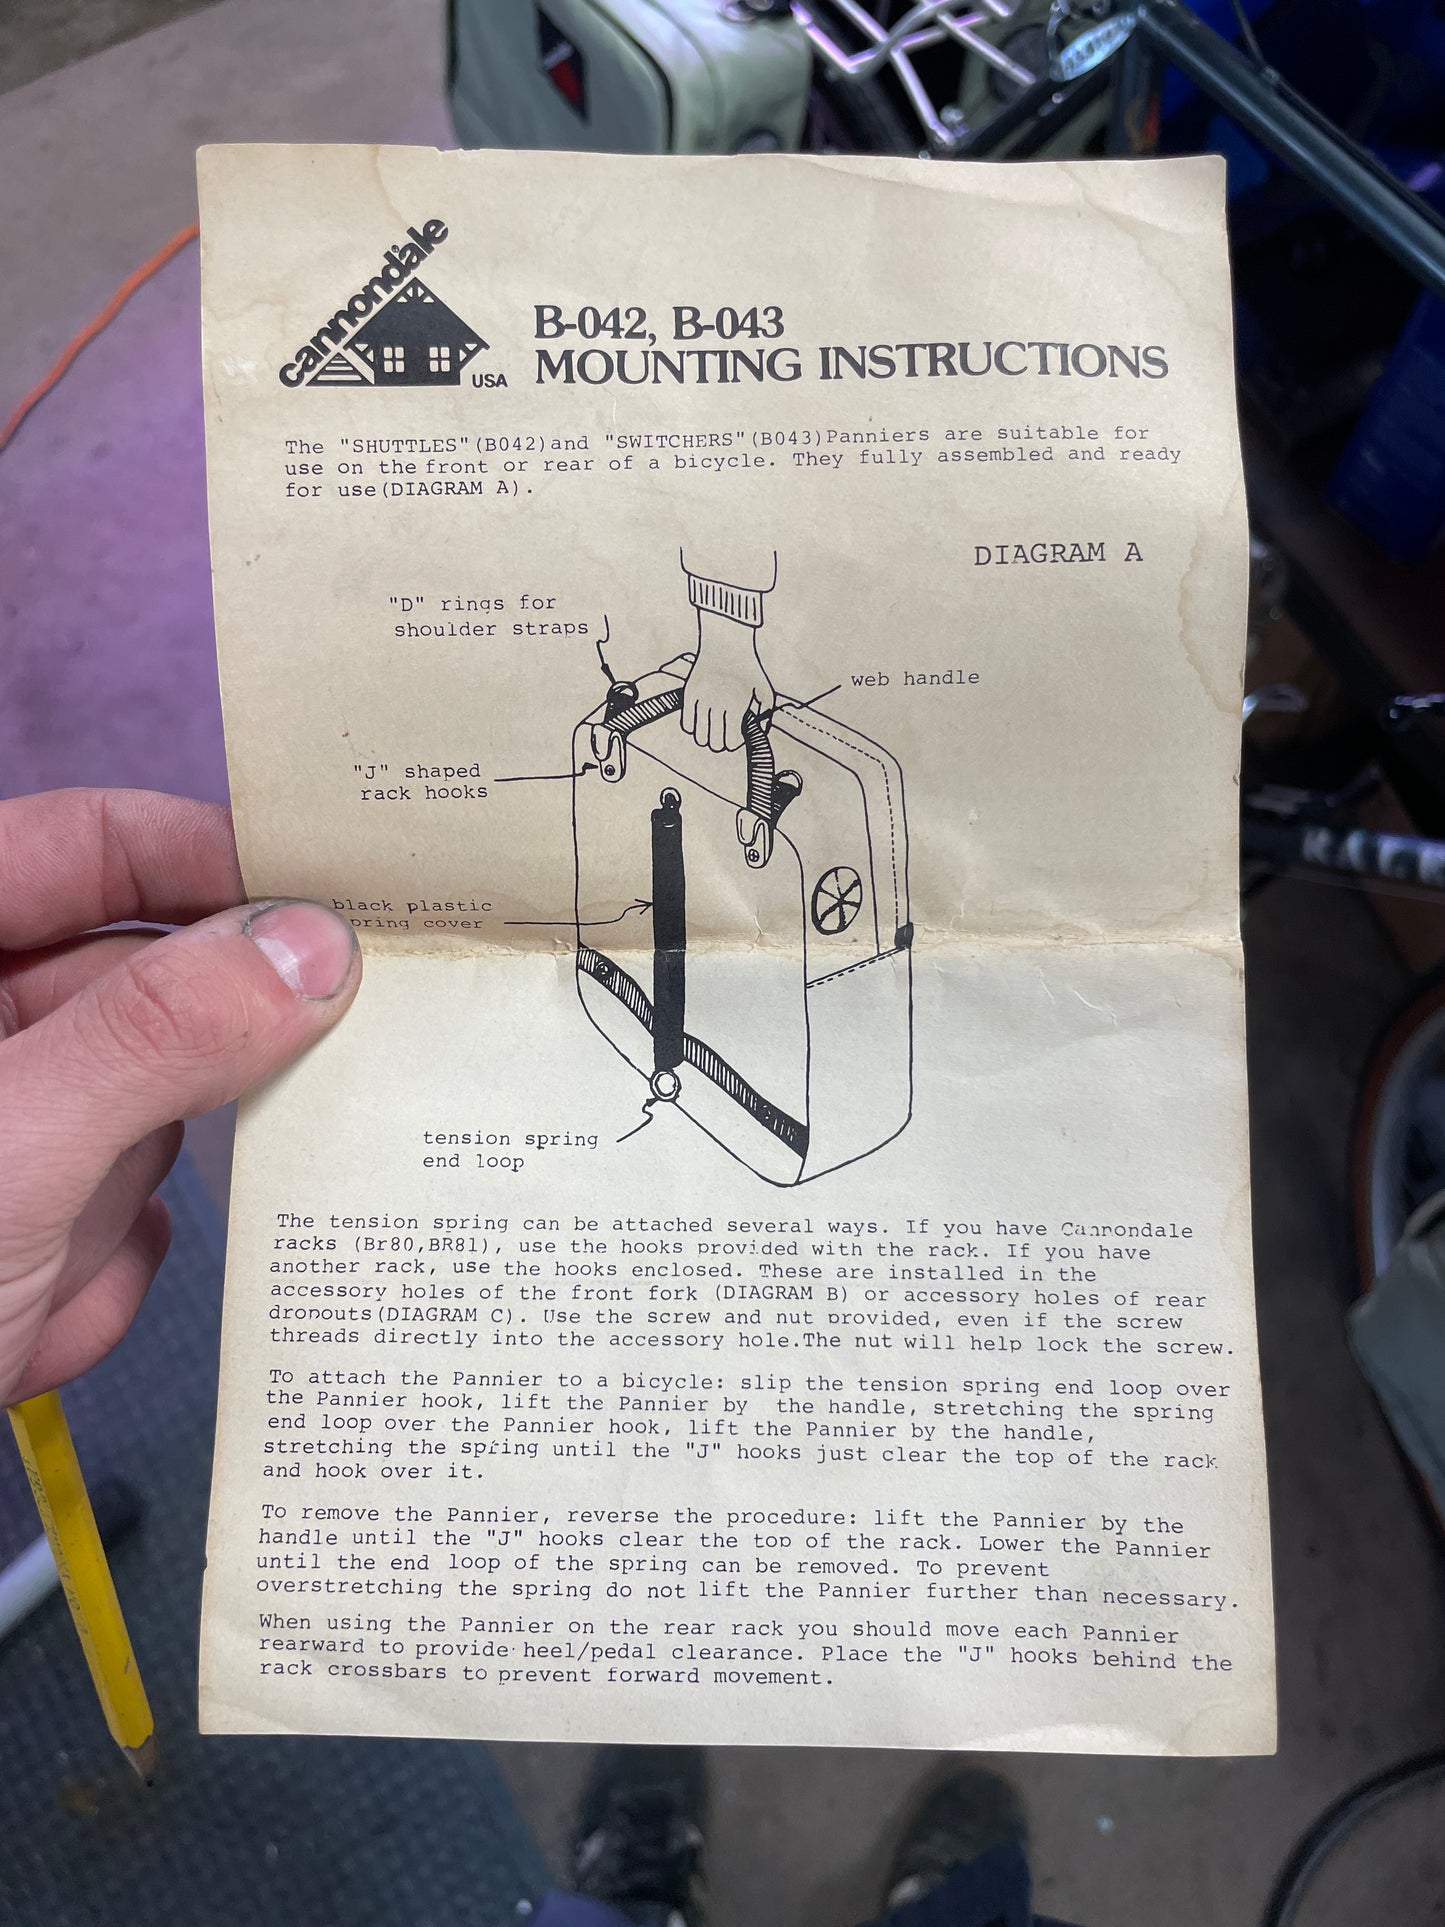 cannondale
USA
B-042, B-043
MOUNTING INSTRUCTIONS
The "SHUTTLES"(B042)and "SWITCHERS"(B043)Panniers are suitable for
use on the front or rear of a bicycle. They fully assembled and ready
for use(DIAGRAM A).
DIAGRAM A
"D" rings for
shoulder straps
web handle
"J" shaped
rack hooks
black plastic
pring cover
tension spring
end loop
The tension spring can be attached several ways. If you have Cannondale
racks (Br80,BR81), use the hooks provided with the rack. If you have
another rack, use the hooks enclosed. These are installed in the
accessory holes of the front fork (DIAGRAM B) or accessory holes of rear
dropouts(DIAGRAM C). Use the screw and nut provided, even if the screw
threads directly into the accessory hole.The nut will help lock the screw.
To attach the Pannier to a bicycle: slip the tension spring end loop over
the Pannier hook, lift the Pannier by the handle, stretching the spring
end loop over the Pannier hook, lift the Pannier by the handle,
stretching the spring until the "J" hooks just clear the top of the rack
and hook over it.
To remove the Pannier, reverse the procedure: lift the Pannier by the
handle until the "J" hooks clear the top of the rack. Lower the Pannier
until the end loop of the spring can be removed. To prevent
overstretching the spring do not lift the Pannier further than necessary.
When using the Pannier on the rear rack you should move each Pannier
rearward to provide heel/pedal clearance. Place the "J" hooks behind the
rack crossbars to prevent forward movement.